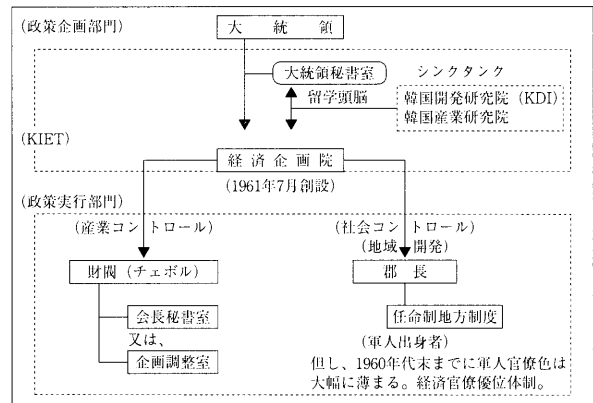 (政策企画部門)
大統領
大統領秘書室
シンクタンク
留学頭脳
韓国開発研究院(KDI)
韓国産業研究院
(KIET)
経済企画院
(1961年7月創設)
(政策実行部門)
(産業コントロール)
(社会コントロール)
(地域開発)
財閥(チェボル)
郡長
会長秘書室
任命制地方制度
又は、
(軍人出身者)
企画調整室
但し、1960年代末までに軍人官僚色は
大幅に薄まる。経済官僚優位体制。